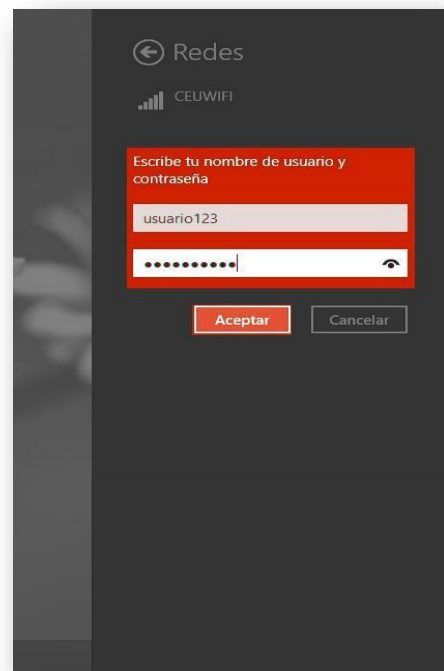 Redes
CEUWIFI
Escribe tu nombre de usuario y
contraseña
usuario123
••••••••••
Aceptar
Cancelar